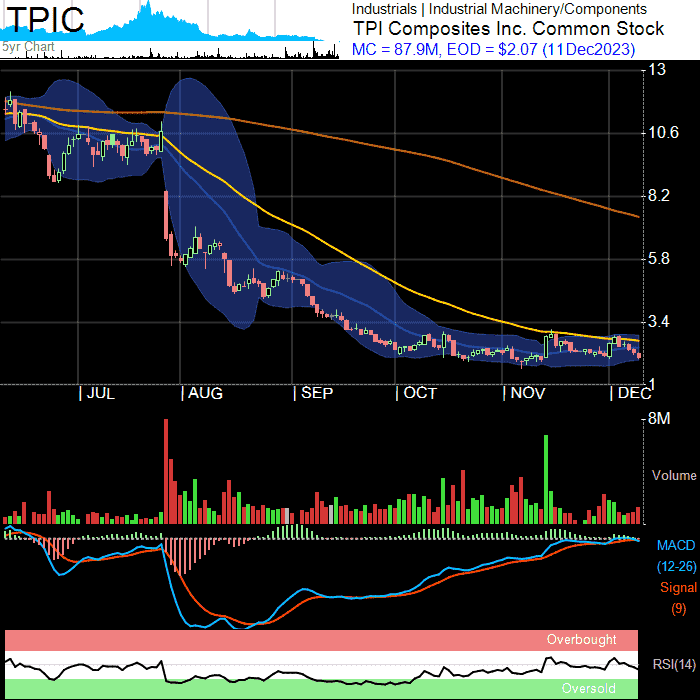 TPIC
5yr Chart
Industrials | Industrial Machinery/Components
TPI Composites Inc. Common Stock
MC = 87.9M, EOD = $2.07 (11Dec2023)
13
10.6
8.2
5.8
3.4
1
JUL AUG SEP OCT NOV DEC
8M
Volume
MACD
(12-26)
Signal
(9)
Overbought
RSI(14)
Oversold